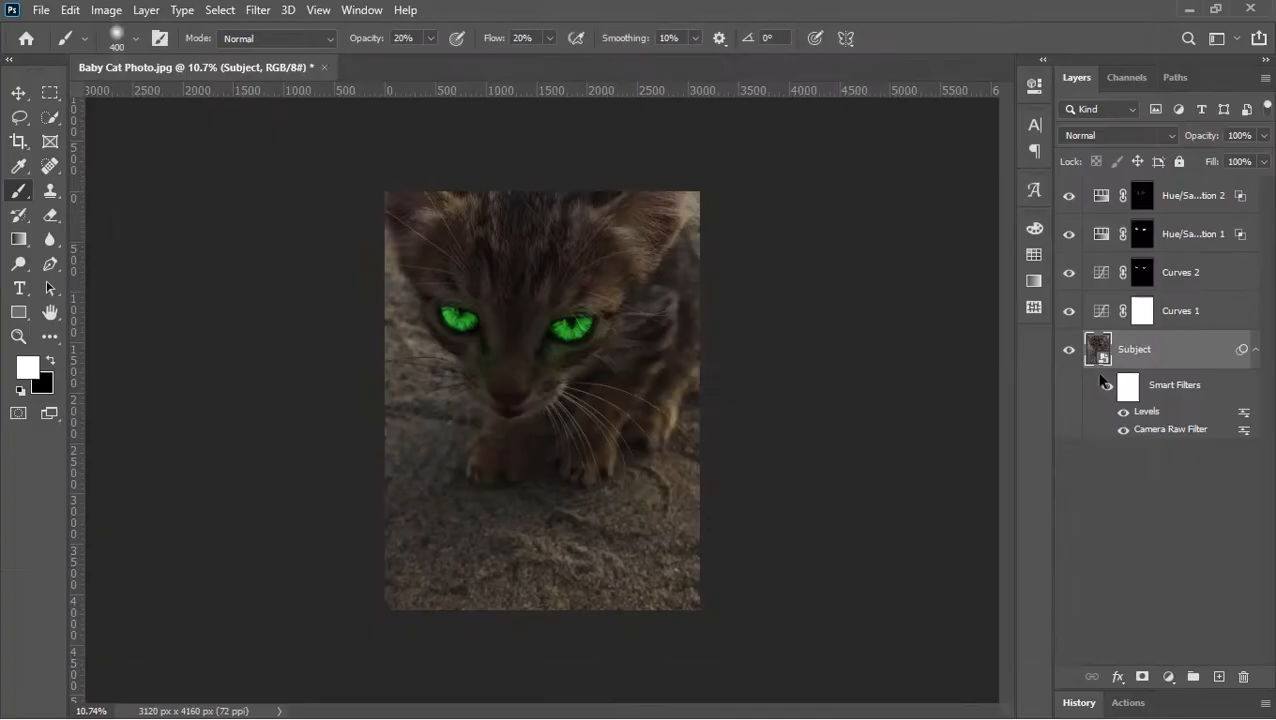 Ps File Edit Image Layer Type Select Filter 3D View Window Help
400 Mode: Normal Opacity: 20% Flow: 20% Smoothing: 10% 0°
Baby Cat Photo.jpg @ 10.7% (Subject, RGB/8#) * ×
3000 2500 2000 1500 1000 500 0 500 1000 1500 2000 2500 3000 3500 4000 4500 5000 5500 6
Layers Channels Paths
Kind
Normal Opacity: 100%
Lock: Fill: 100%
Hue/Sa...tion 2
Hue/Sa...tion 1
Curves 2
Curves 1
Subject
Smart Filters
Levels
Camera Raw Filter
10.74% 3120 px x 4160 px (72 ppi)
History Actions